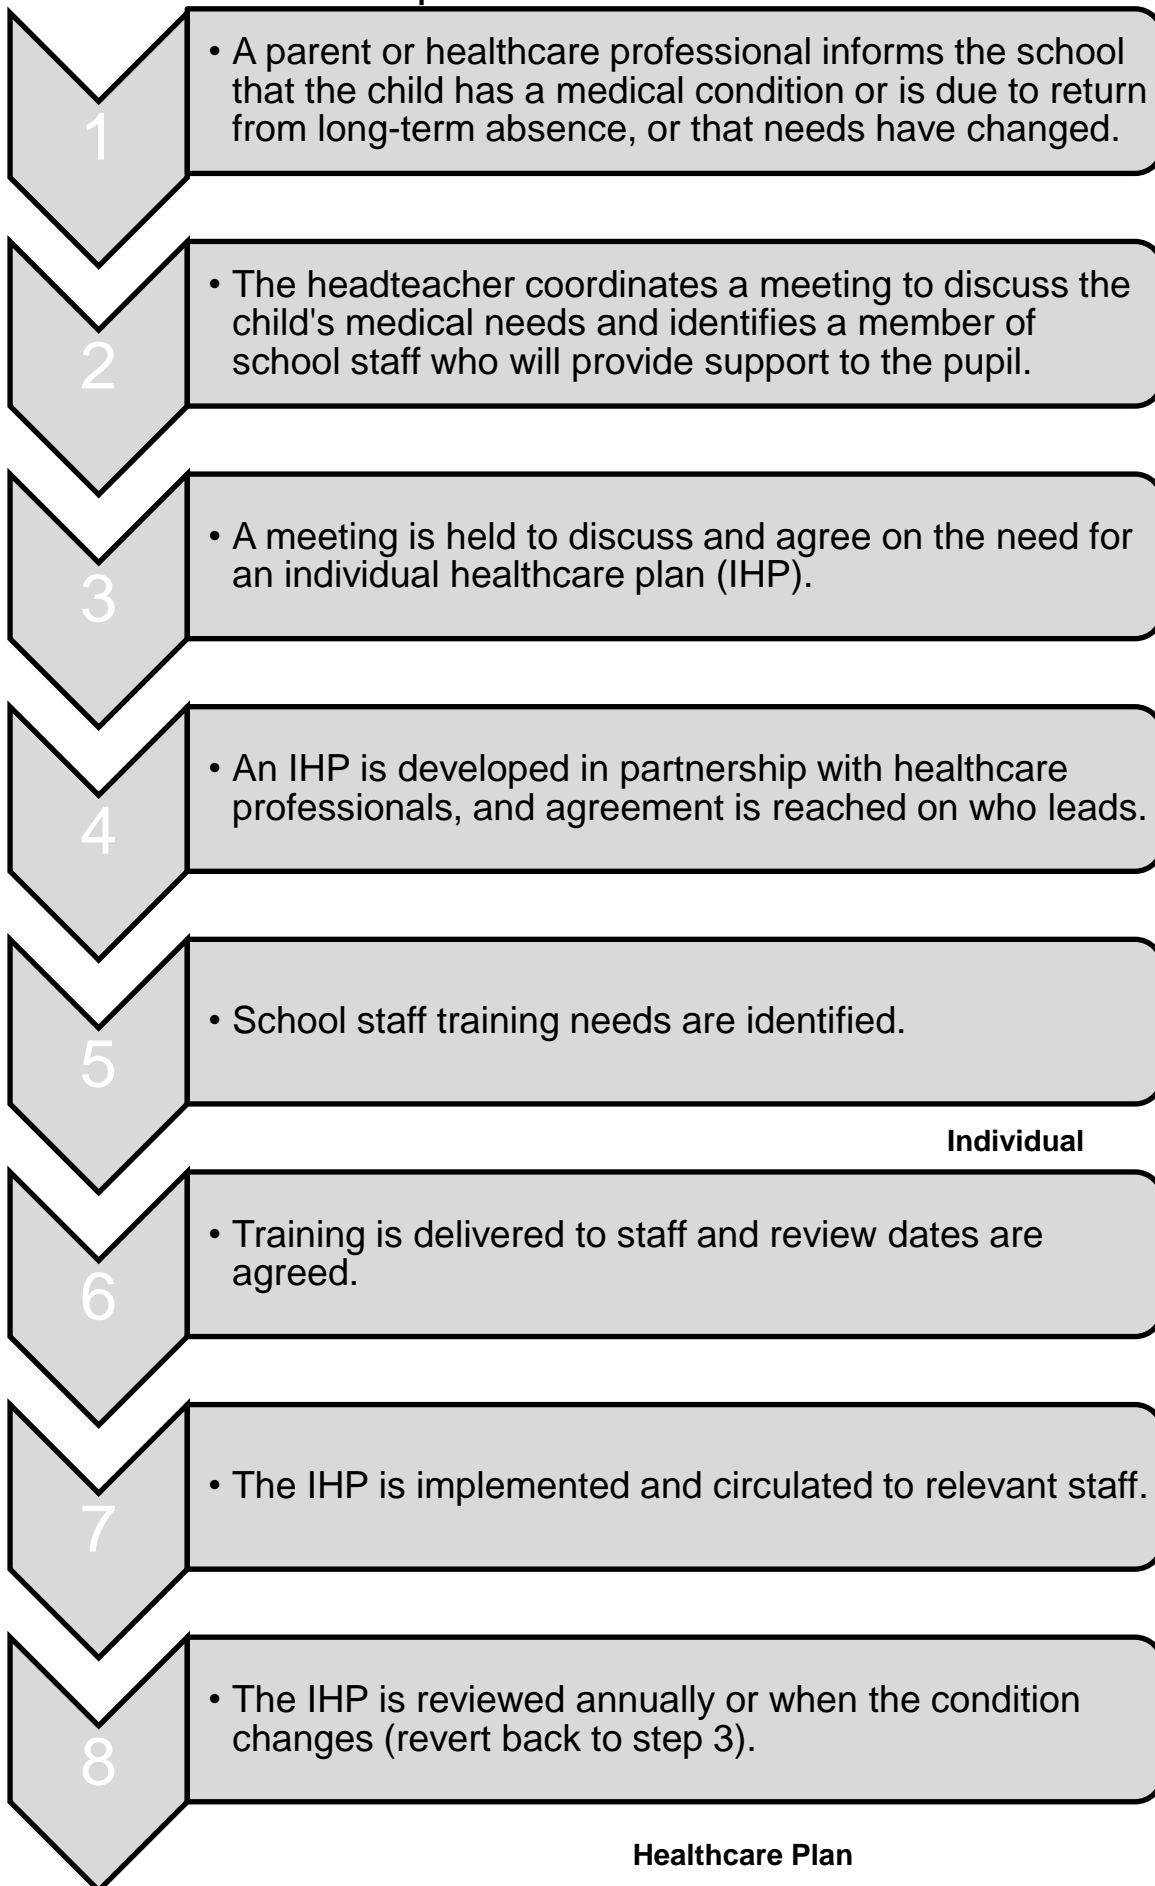 1
• A parent or healthcare professional informs the school
that the child has a medical condition or is due to return
from long-term absence, or that needs have changed.
2
• The headteacher coordinates a meeting to discuss the
child's medical needs and identifies a member of
school staff who will provide support to the pupil.
3
• A meeting is held to discuss and agree on the need for
an individual healthcare plan (IHP).
4
• An IHP is developed in partnership with healthcare
professionals, and agreement is reached on who leads.
5
• School staff training needs are identified.
Individual
6
• Training is delivered to staff and review dates are
agreed.
7
• The IHP is implemented and circulated to relevant staff.
8
• The IHP is reviewed annually or when the condition
changes (revert back to step 3).
Healthcare Plan